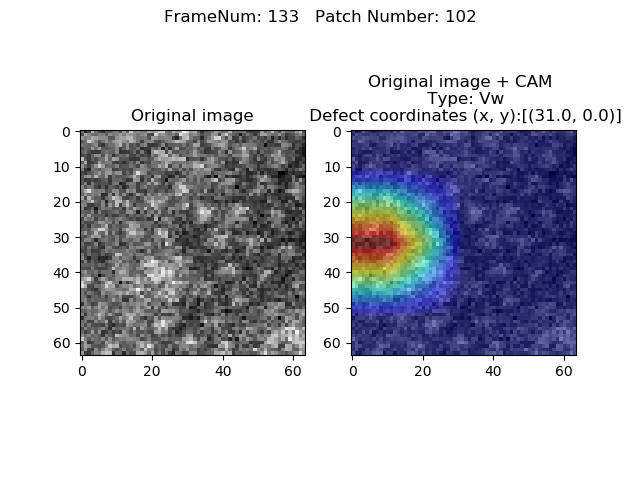 FrameNum: 133   Patch Number: 102
Original image
Original image + CAM
Type: Vw
Defect coordinates (x, y):[(31.0, 0.0)]
0
10
20
30
40
50
60
0 20 40 60
0
10
20
30
40
50
60
0 20 40 60